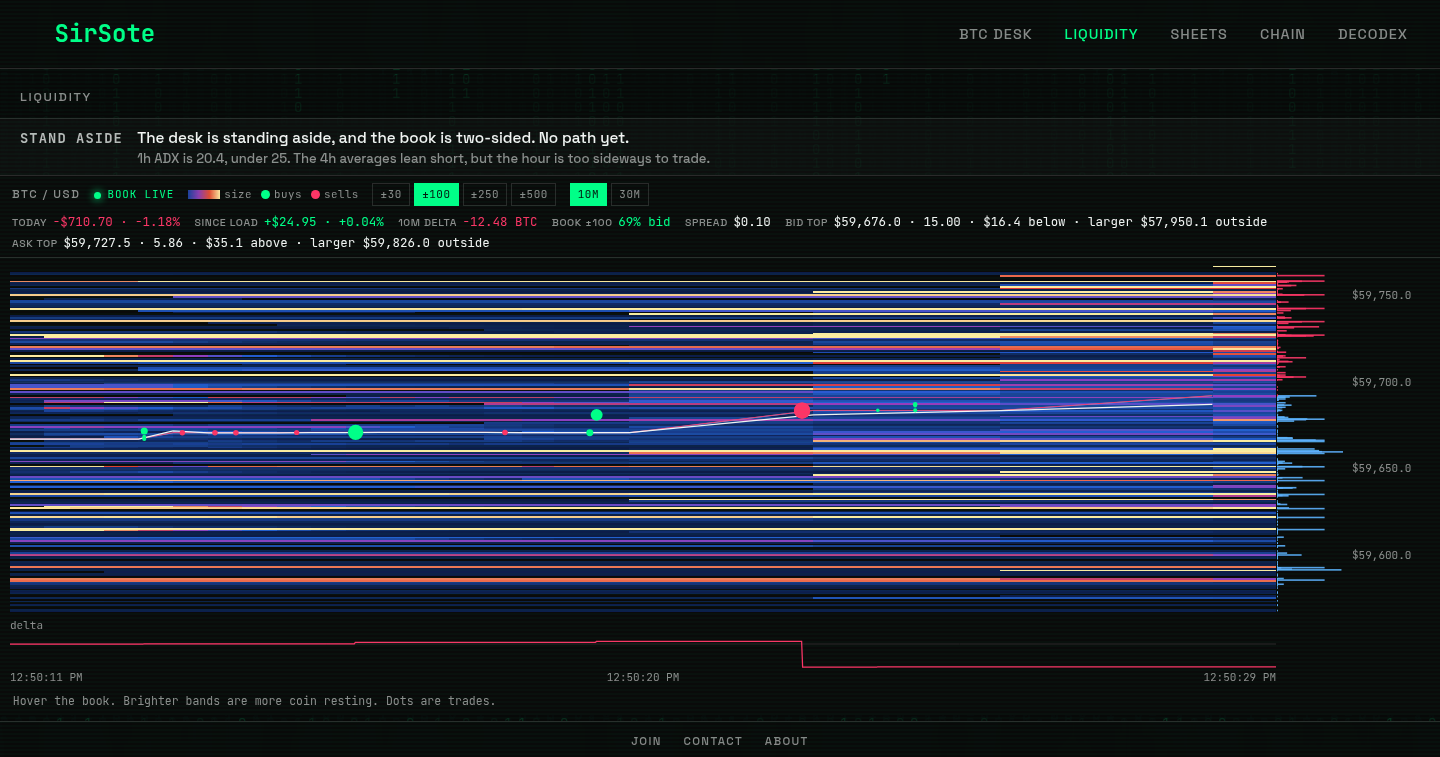 SirSote
BTC DESK LIQUIDITY SHEETS CHAIN DECODEX
LIQUIDITY
STAND ASIDE The desk is standing aside, and the book is two-sided. No path yet.
1h ADX is 20.4, under 25. The 4h averages lean short, but the hour is too sideways to trade.
BTC / USD BOOK LIVE size buys sells ±30 ±100 ±250 ±500 10M 30M
TODAY -$710.70 · -1.18% SINCE LOAD +$24.95 · +0.04% 10M DELTA -12.48 BTC BOOK ±100 69% bid SPREAD $0.10 BID TOP $59,676.0 · 15.00 · $16.4 below · larger $57,950.1 outside
ASK TOP $59,727.5 · 5.86 · $35.1 above · larger $59,826.0 outside
$59,750.0
$59,700.0
$59,650.0
$59,600.0
delta
12:50:11 PM 12:50:20 PM 12:50:29 PM
Hover the book. Brighter bands are more coin resting. Dots are trades.
JOIN CONTACT ABOUT